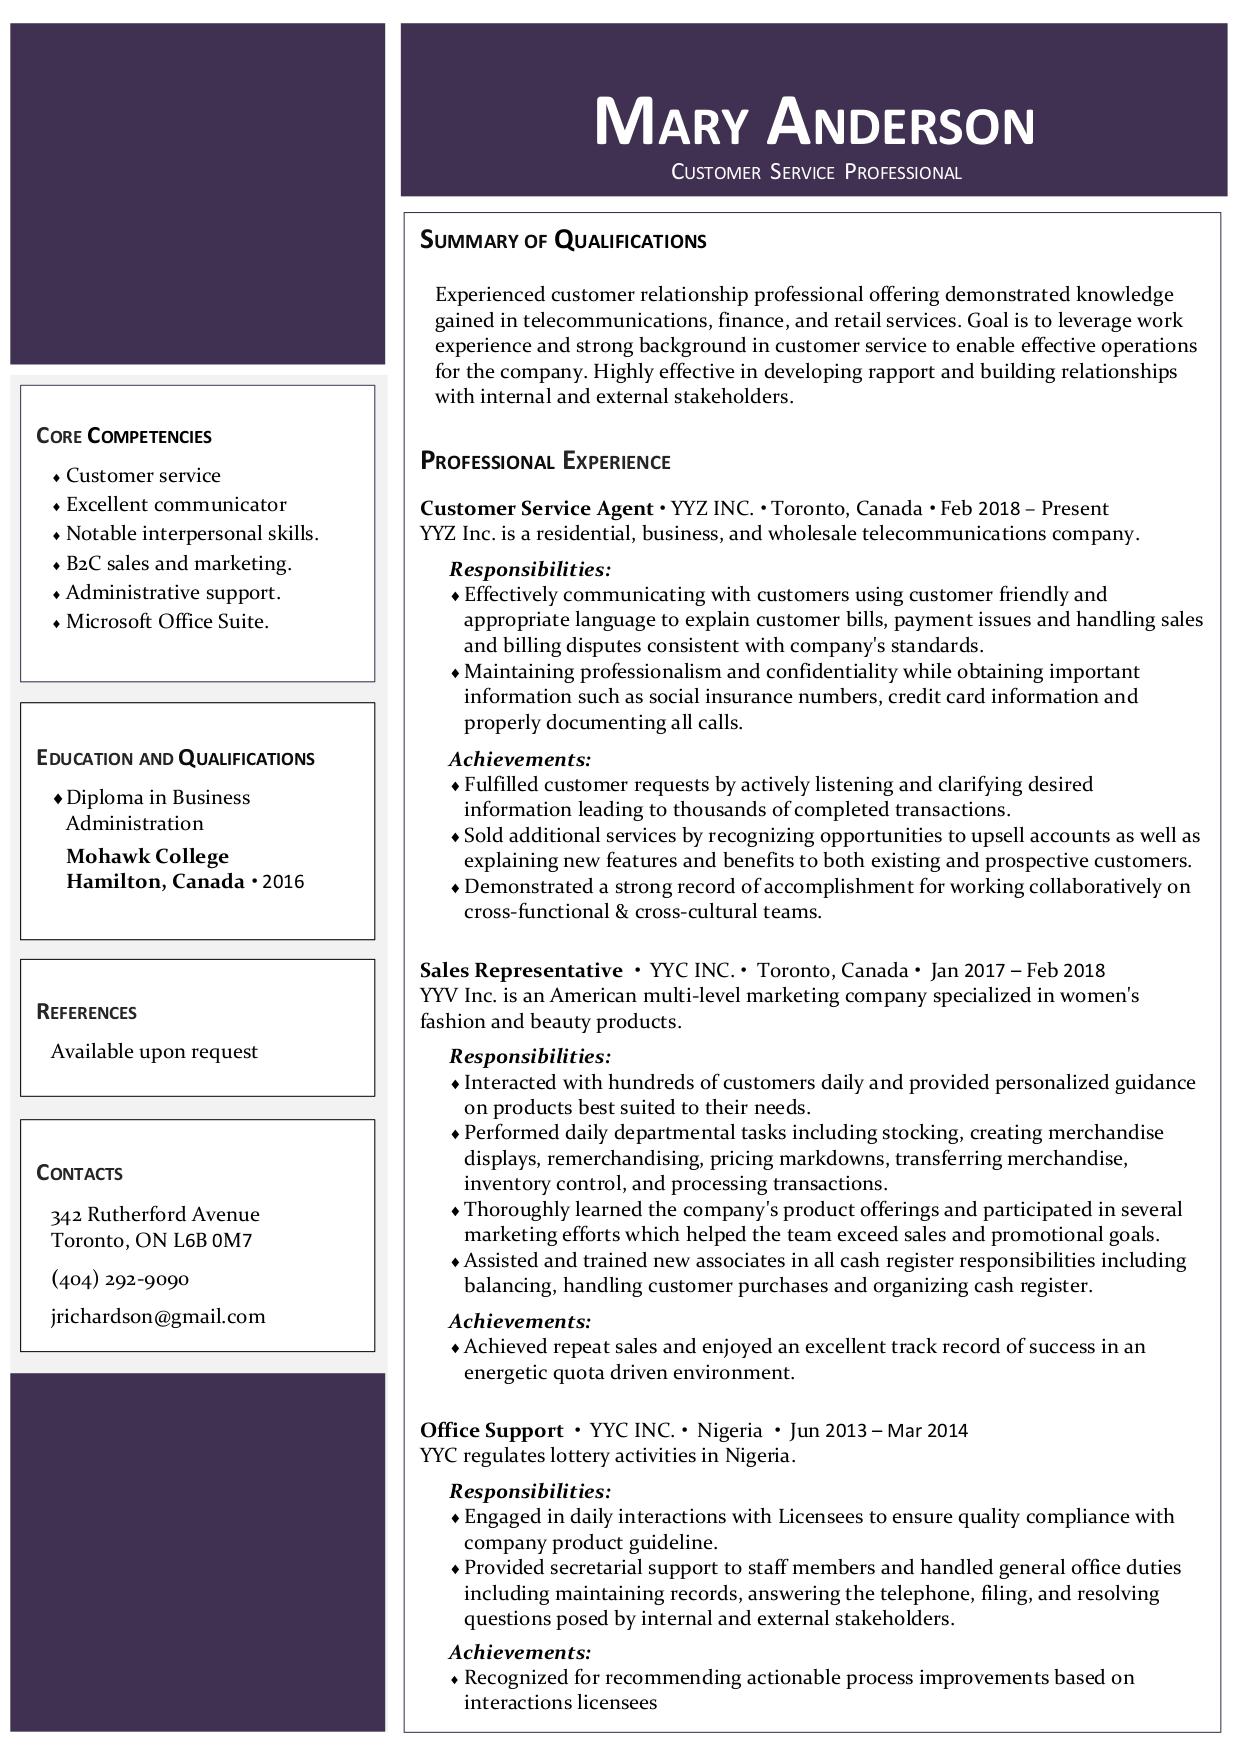 Mary Anderson
Customer Service Professional
Core Competencies
♦ Customer service
♦ Excellent communicator
♦ Notable interpersonal skills.
♦ B2C sales and marketing.
♦ Administrative support.
♦ Microsoft Office Suite.
Education and Qualifications
♦ Diploma in Business
Administration
Mohawk College
Hamilton, Canada • 2016
References
Available upon request
Contacts
342 Rutherford Avenue
Toronto, ON L6B 0M7
(404) 292-9090
jrichardson@gmail.com
Summary of Qualifications
Experienced customer relationship professional offering demonstrated knowledge
gained in telecommunications, finance, and retail services. Goal is to leverage work
experience and strong background in customer service to enable effective operations
for the company. Highly effective in developing rapport and building relationships
with internal and external stakeholders.
Professional Experience
Customer Service Agent • YYZ INC. • Toronto, Canada • Feb 2018 – Present
YYZ Inc. is a residential, business, and wholesale telecommunications company.
Responsibilities:
♦ Effectively communicating with customers using customer friendly and
appropriate language to explain customer bills, payment issues and handling sales
and billing disputes consistent with company's standards.
♦ Maintaining professionalism and confidentiality while obtaining important
information such as social insurance numbers, credit card information and
properly documenting all calls.
Achievements:
♦ Fulfilled customer requests by actively listening and clarifying desired
information leading to thousands of completed transactions.
♦ Sold additional services by recognizing opportunities to upsell accounts as well as
explaining new features and benefits to both existing and prospective customers.
♦ Demonstrated a strong record of accomplishment for working collaboratively on
cross-functional & cross-cultural teams.
Sales Representative • YYC INC. • Toronto, Canada • Jan 2017 – Feb 2018
YYV Inc. is an American multi-level marketing company specialized in women's
fashion and beauty products.
Responsibilities:
♦ Interacted with hundreds of customers daily and provided personalized guidance
on products best suited to their needs.
♦ Performed daily departmental tasks including stocking, creating merchandise
displays, remerchandising, pricing markdowns, transferring merchandise,
inventory control, and processing transactions.
♦ Thoroughly learned the company's product offerings and participated in several
marketing efforts which helped the team exceed sales and promotional goals.
♦ Assisted and trained new associates in all cash register responsibilities including
balancing, handling customer purchases and organizing cash register.
Achievements:
♦ Achieved repeat sales and enjoyed an excellent track record of success in an
energetic quota driven environment.
Office Support • YYC INC. • Nigeria • Jun 2013 – Mar 2014
YYC regulates lottery activities in Nigeria.
Responsibilities:
♦ Engaged in daily interactions with Licensees to ensure quality compliance with
company product guideline.
♦ Provided secretarial support to staff members and handled general office duties
including maintaining records, answering the telephone, filing, and resolving
questions posed by internal and external stakeholders.
Achievements:
♦ Recognized for recommending actionable process improvements based on
interactions licensees